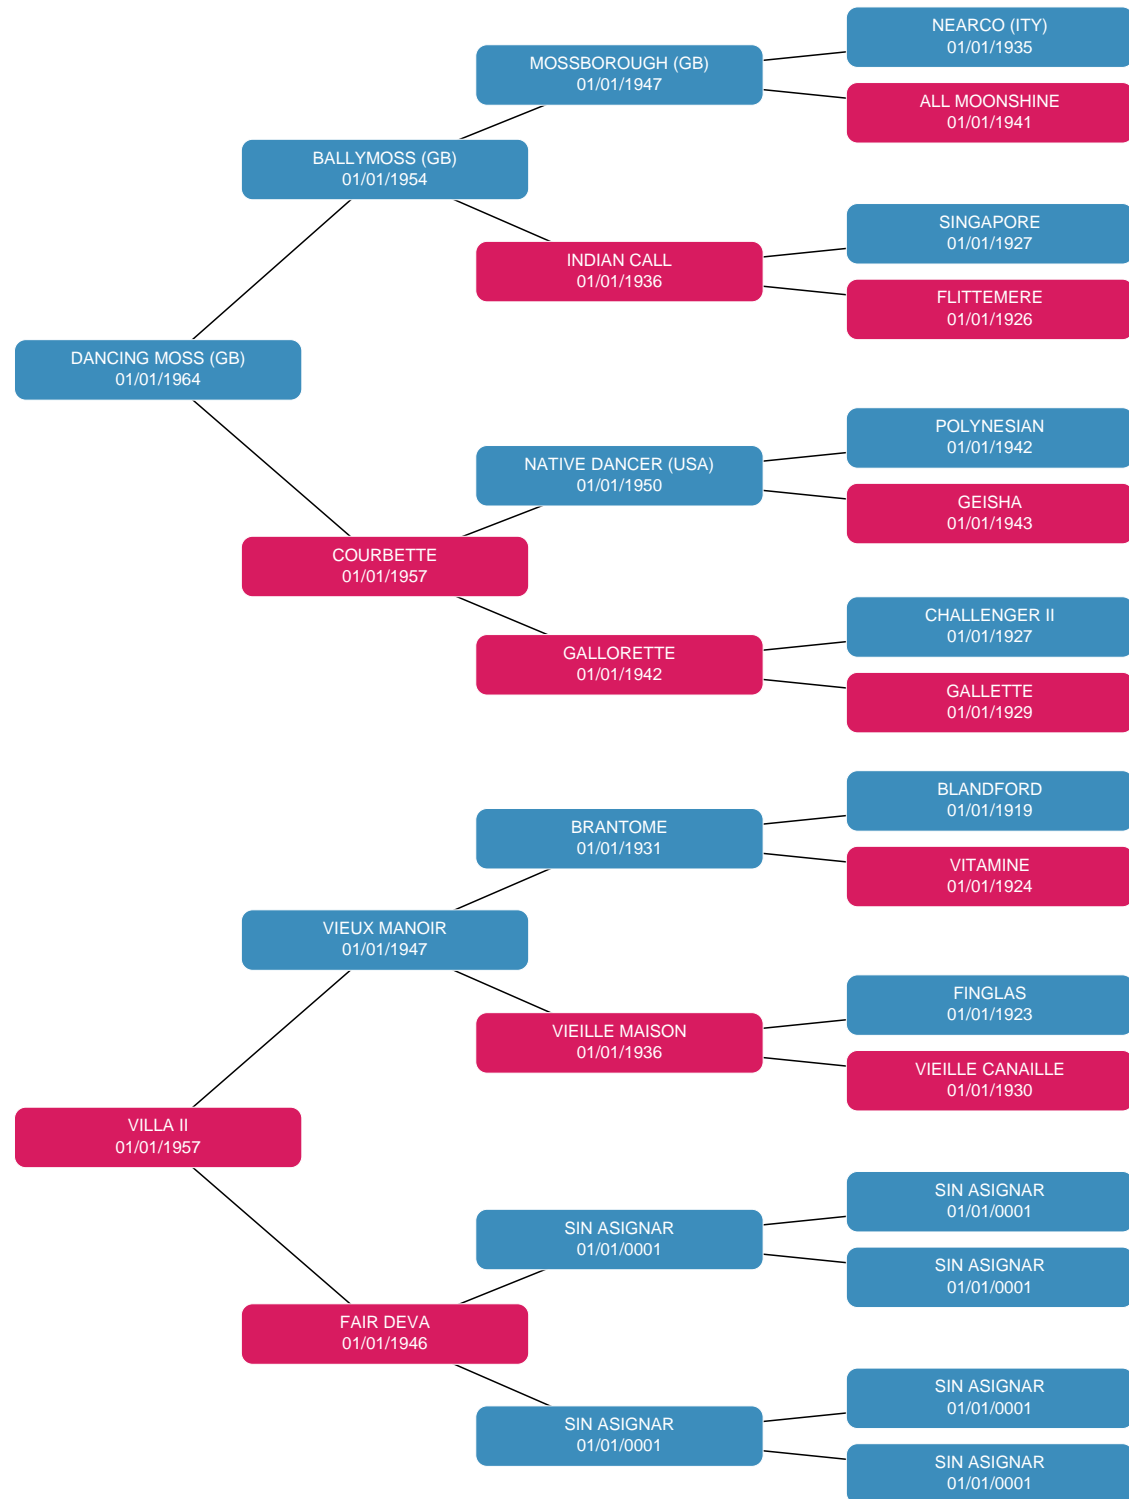 NEARCO (ITY)
01/01/1935
MOSSBOROUGH (GB)
01/01/1947
ALL MOONSHINE
01/01/1941
BALLYMOSS (GB)
01/01/1954
SINGAPORE
01/01/1927
INDIAN CALL
01/01/1936
FLITTEMERE
01/01/1926
DANCING MOSS (GB)
01/01/1964
POLYNESIAN
01/01/1942
NATIVE DANCER (USA)
01/01/1950
GEISHA
01/01/1943
COURBETTE
01/01/1957
CHALLENGER II
01/01/1927
GALLORETTE
01/01/1942
GALLETTE
01/01/1929
BLANDFORD
01/01/1919
BRANTOME
01/01/1931
VITAMINE
01/01/1924
VIEUX MANOIR
01/01/1947
FINGLAS
01/01/1923
VIEILLE MAISON
01/01/1936
VIEILLE CANAILLE
01/01/1930
VILLA II
01/01/1957
SIN ASIGNAR
01/01/0001
SIN ASIGNAR
01/01/0001
SIN ASIGNAR
01/01/0001
FAIR DEVA
01/01/1946
SIN ASIGNAR
01/01/0001
SIN ASIGNAR
01/01/0001
SIN ASIGNAR
01/01/0001